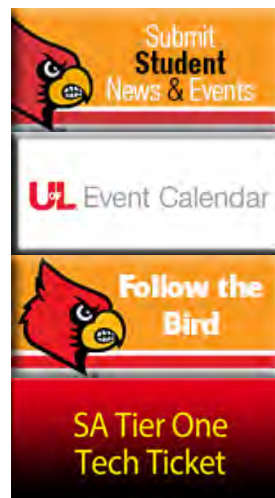 Submit
Student
News & Events
UofL Event Calendar
Follow the
Bird
SA Tier One
Tech Ticket